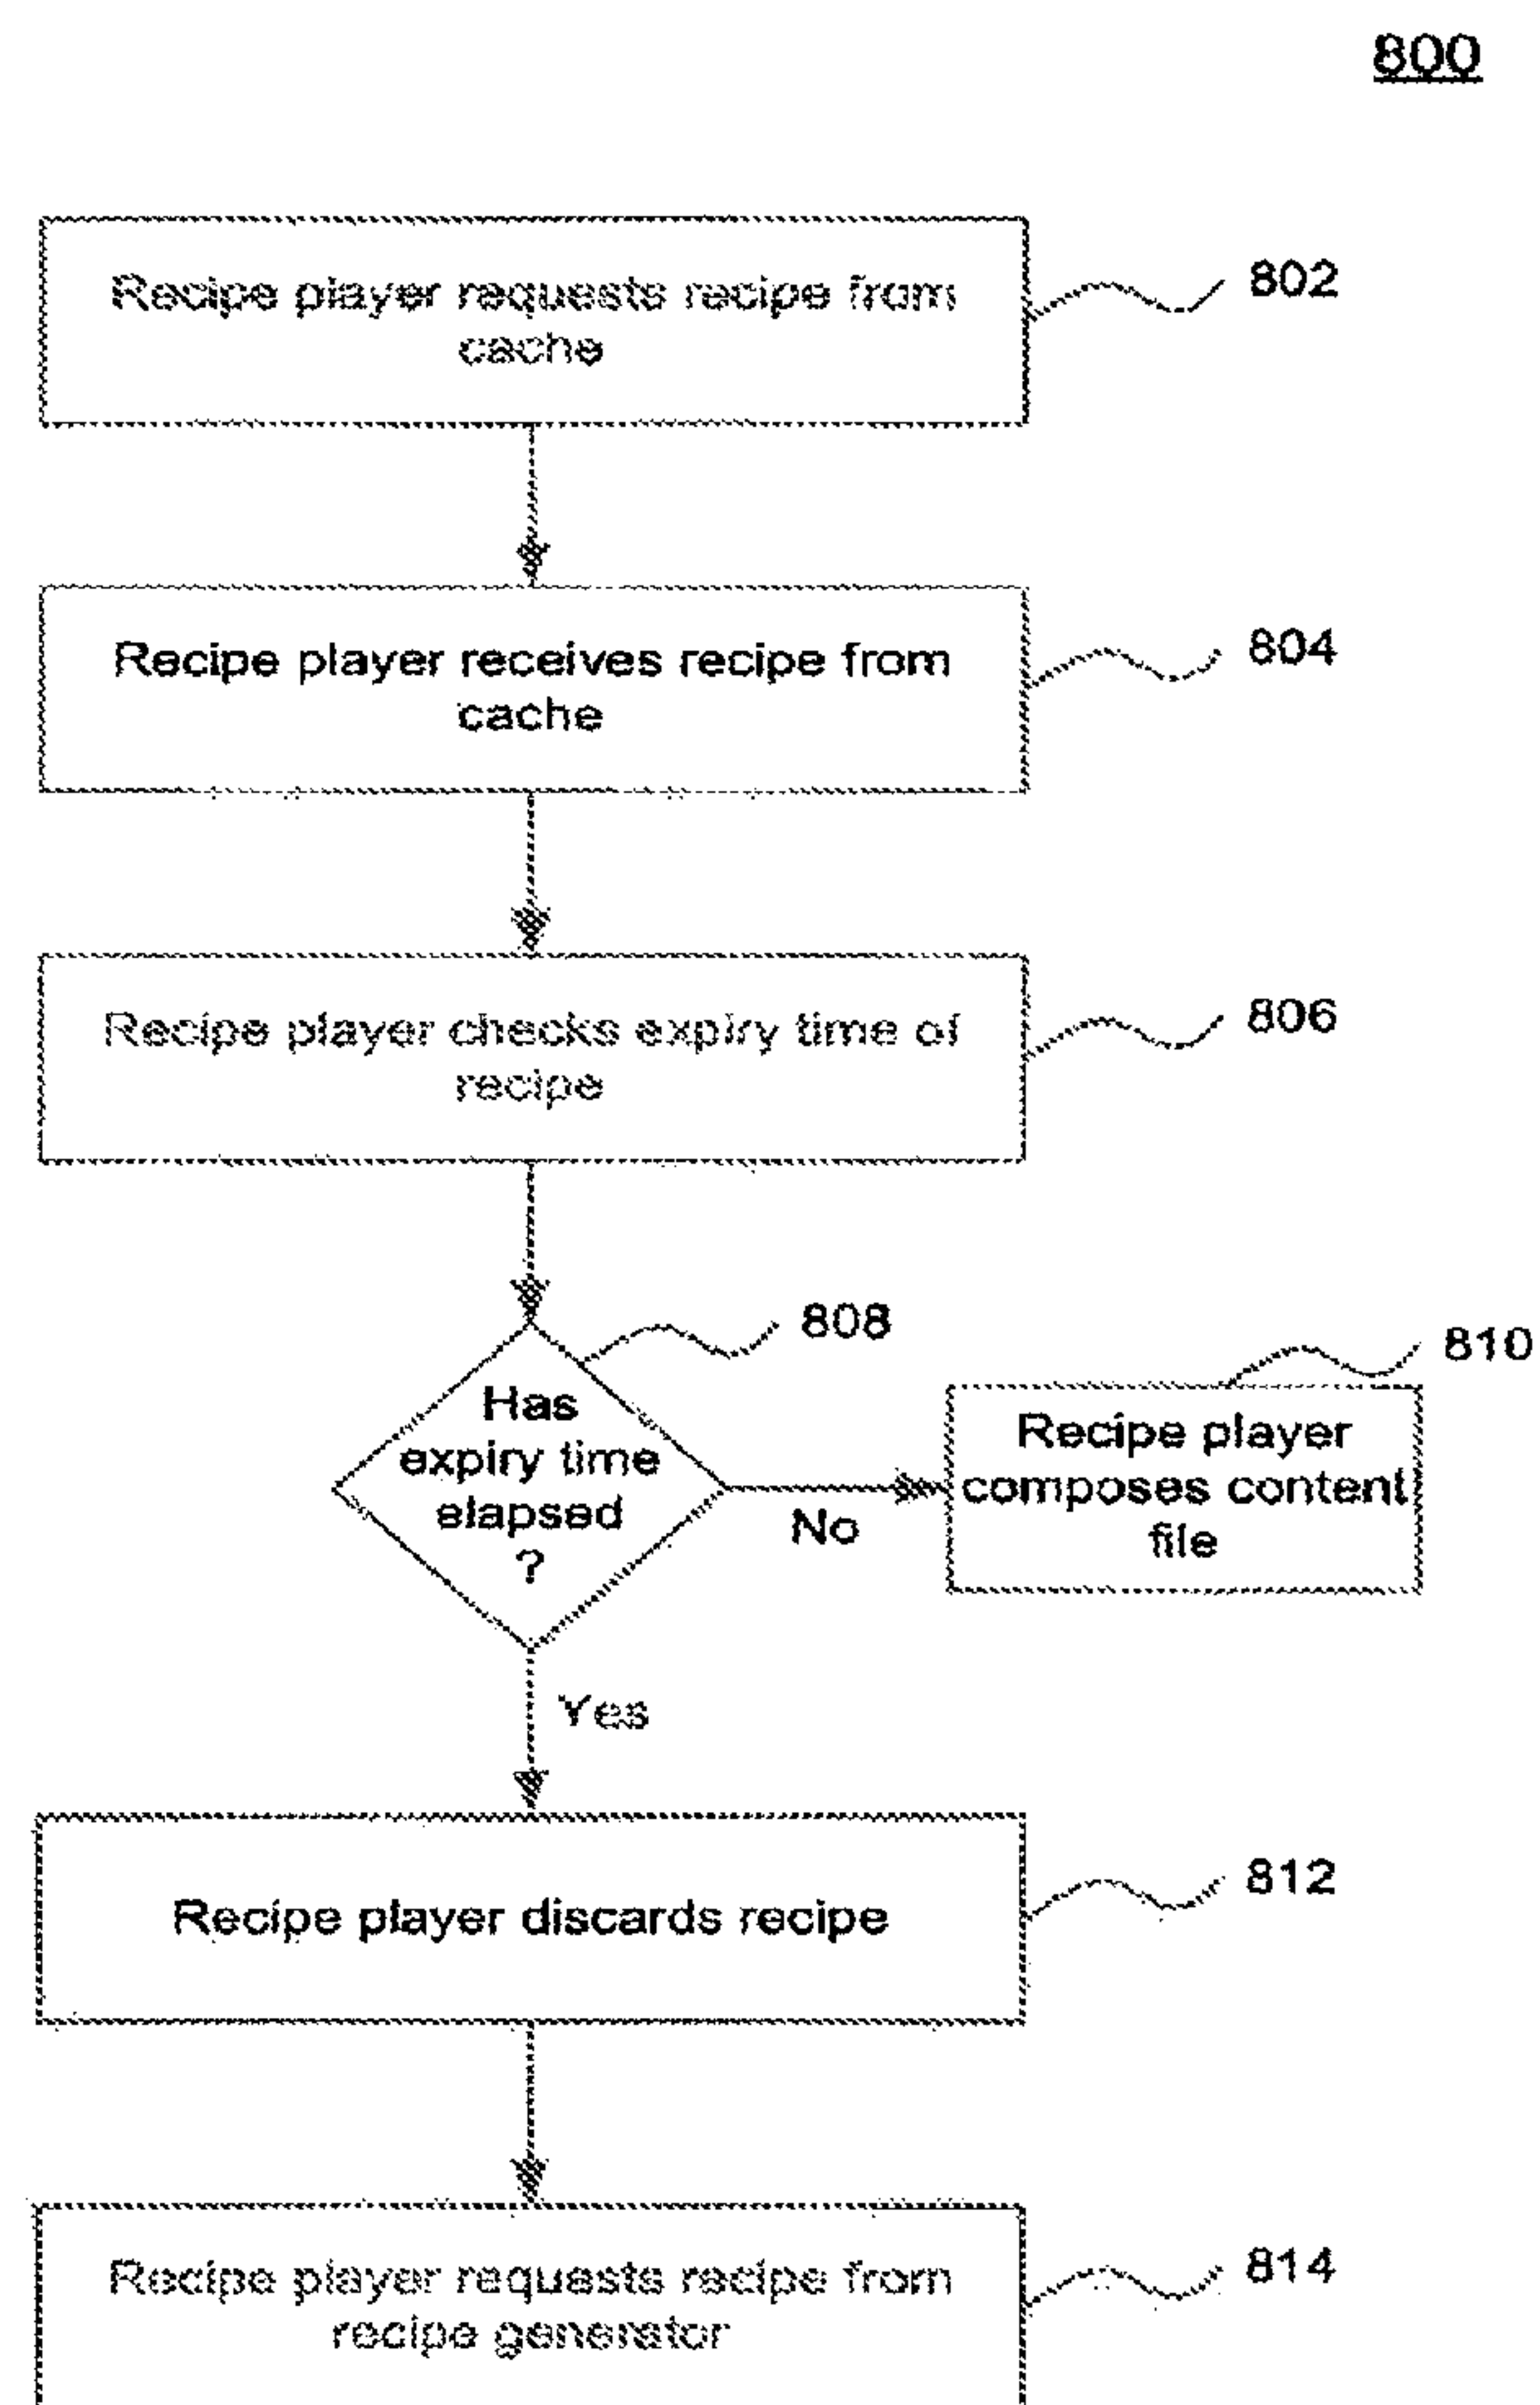 800
Recipe player requests recipe from
cache
802
Recipe player receives recipe from
cache
804
Recipe player checks expiry time of
recipe
806
808
Has
expiry time
elapsed
?
810
Recipe player
composes content
file
No
Yes
Recipe player discards recipe
812
Recipe player requests recipe from
recipe generator
814